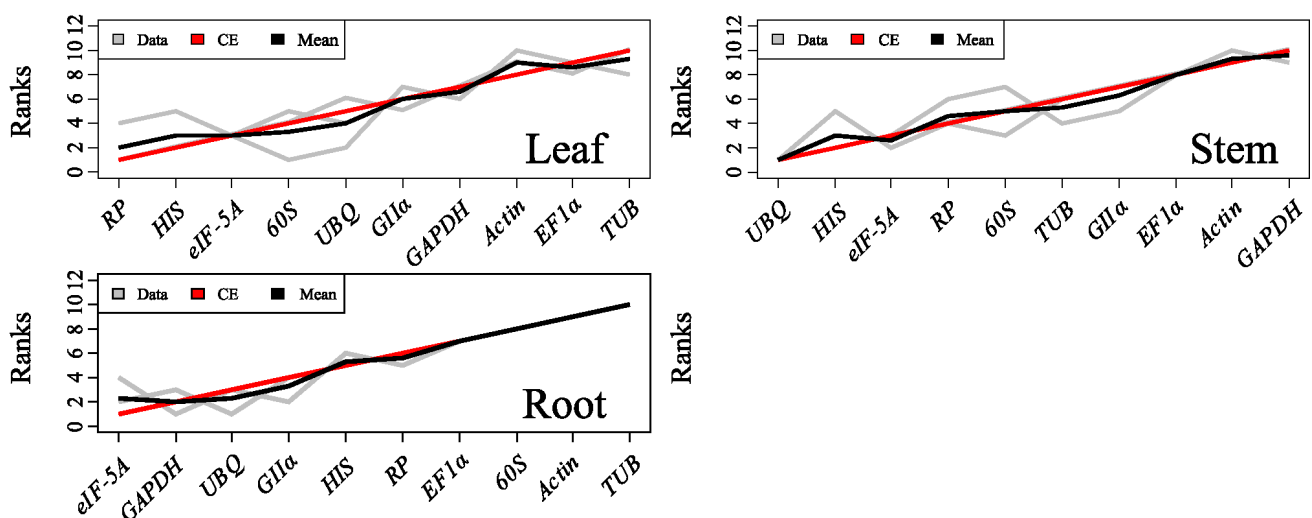 Ranks
0 2 4 6 8 10 12
Data CE Mean
Leaf
RP HIS eIF-5A 60S UBQ GIIα GAPDH Actin EF1α TUB
Ranks
0 2 4 6 8 10 12
Data CE Mean
Stem
UBQ HIS eIF-5A RP 60S TUB GIIα EF1α Actin GAPDH
Ranks
0 2 4 6 8 10 12
Data CE Mean
Root
eIF-5A GAPDH UBQ GIIα HIS RP EF1α 60S Actin TUB
Ranks